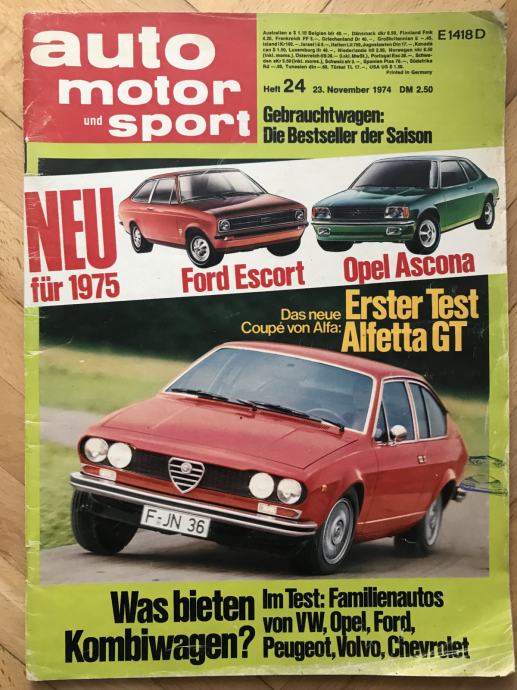 auto
motor
und sport
E 1418 D
Printed in Germany
Heft 24 23. November 1974 DM 2.50
Gebrauchtwagen:
Die Bestseller der Saison
NEU
für 1975
Ford Escort
Opel Ascona
Das neue
Coupé von Alfa:
Erster Test
Alfetta GT
F-JN 36
Was bieten
Kombiwagen?
Im Test: Familienautos
von VW, Opel, Ford,
Peugeot, Volvo, Chevrolet